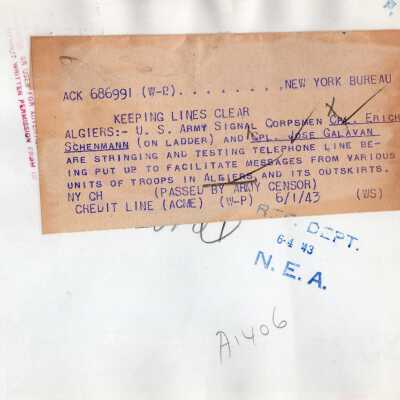 ACK 686991 (W-P) . . . . . . . ., NEW YORK BUREAU
KEEPING LINES CLEAR
ALGIERS:- U. S. ARMY SIGNAL CORPSMEN CPL. ERICH
SCHENMANN (ON LADDER) AND CPL. JOSE GALAVAN
ARE STRINGING AND TESTING TELEPHONE LINE BE-
ING PUT UP TO FACILITATE MESSAGES FROM VARIOUS
UNITS OF TROOPS IN ALGIERS AND ITS OUTSKIRTS.
NY CH (PASSED BY ARMY CENSOR)
CREDIT LINE (ACME) (W-P) 6/1/43 (WS)
DEPT.
6-4 43
N. E. A.
A1406